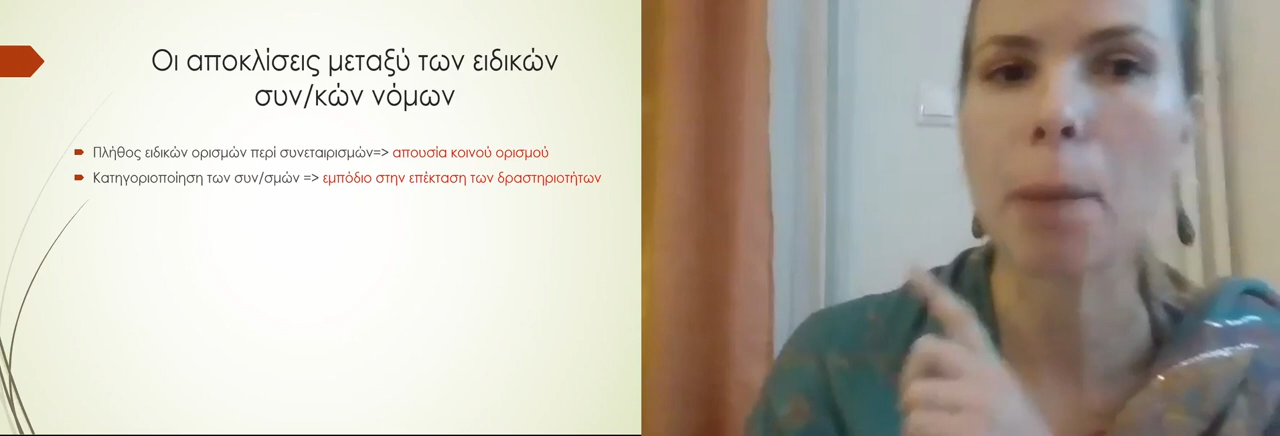 Οι αποκλίσεις μεταξύ των ειδικών
συν/κών νόμων
Πλήθος ειδικών ορισμών περί συνεταιρισμών=> απουσία κοινού ορισμού
Κατηγοριοποίηση των συν/σμών => εμπόδιο στην επέκταση των δραστηριοτήτων